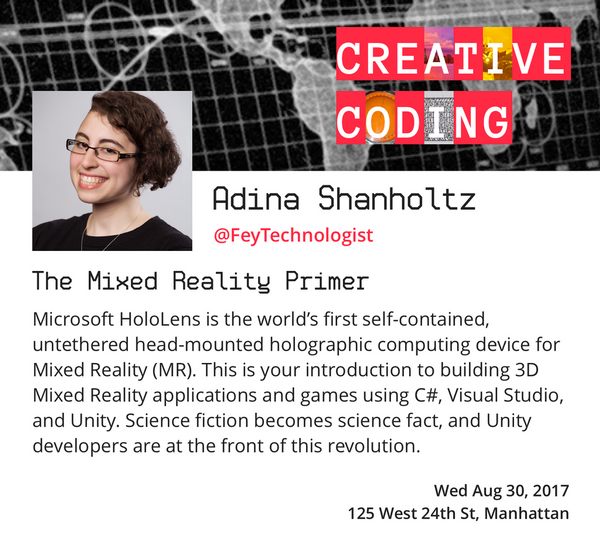 CREATIVE
CODING
Adina Shanholtz
@FeyTechnologist
The Mixed Reality Primer
Microsoft HoloLens is the world’s first self-contained,
untethered head-mounted holographic computing device for
Mixed Reality (MR). This is your introduction to building 3D
Mixed Reality applications and games using C#, Visual Studio,
and Unity. Science fiction becomes science fact, and Unity
developers are at the front of this revolution.
Wed Aug 30, 2017
125 West 24th St, Manhattan